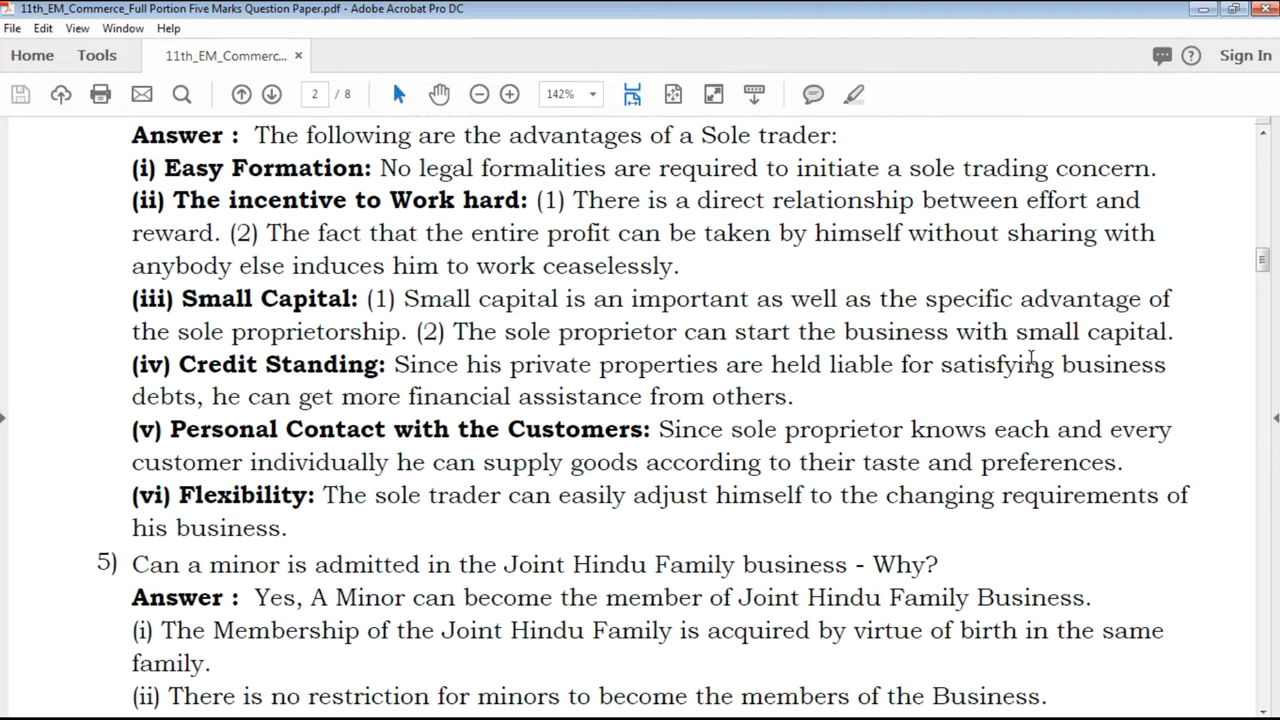 11th_EM_Commerce_Full Portion Five Marks Question Paper.pdf - Adobe Acrobat Pro DC
File Edit View Window Help
Home Tools 11th_EM_Commerc... × Sign In
2 / 8 142%
Answer : The following are the advantages of a Sole trader:
(i) Easy Formation: No legal formalities are required to initiate a sole trading concern.
(ii) The incentive to Work hard: (1) There is a direct relationship between effort and
reward. (2) The fact that the entire profit can be taken by himself without sharing with
anybody else induces him to work ceaselessly.
(iii) Small Capital: (1) Small capital is an important as well as the specific advantage of
the sole proprietorship. (2) The sole proprietor can start the business with small capital.
(iv) Credit Standing: Since his private properties are held liable for satisfying business
debts, he can get more financial assistance from others.
(v) Personal Contact with the Customers: Since sole proprietor knows each and every
customer individually he can supply goods according to their taste and preferences.
(vi) Flexibility: The sole trader can easily adjust himself to the changing requirements of
his business.
5) Can a minor is admitted in the Joint Hindu Family business - Why?
Answer : Yes, A Minor can become the member of Joint Hindu Family Business.
(i) The Membership of the Joint Hindu Family is acquired by virtue of birth in the same
family.
(ii) There is no restriction for minors to become the members of the Business.